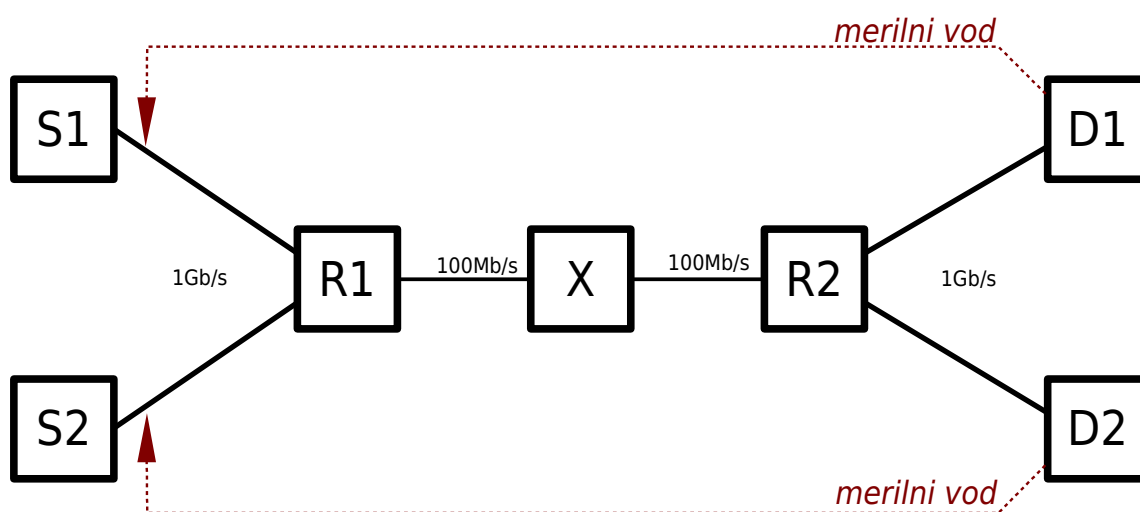 merilni vod
S1
D1
R1
100Mb/s
X
100Mb/s
R2
1Gb/s
1Gb/s
S2
D2
merilni vod